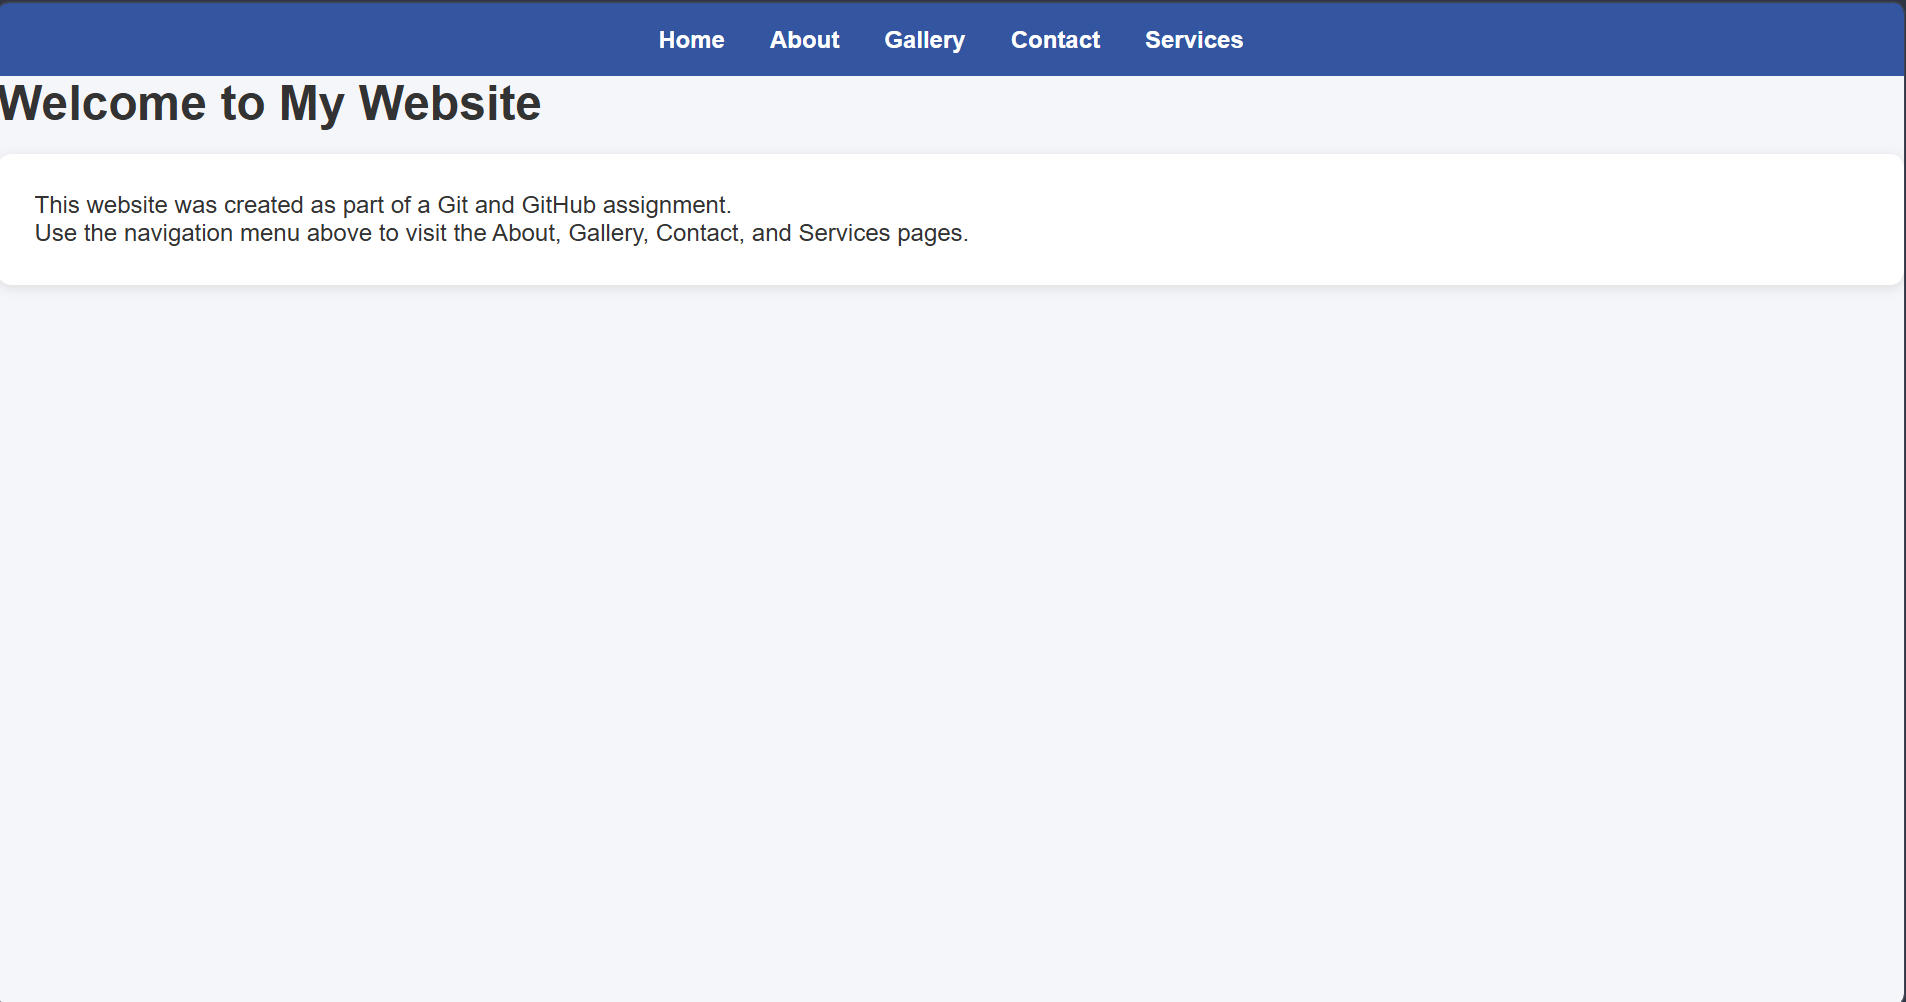 Home About Gallery Contact Services
Welcome to My Website
This website was created as part of a Git and GitHub assignment.
Use the navigation menu above to visit the About, Gallery, Contact, and Services pages.